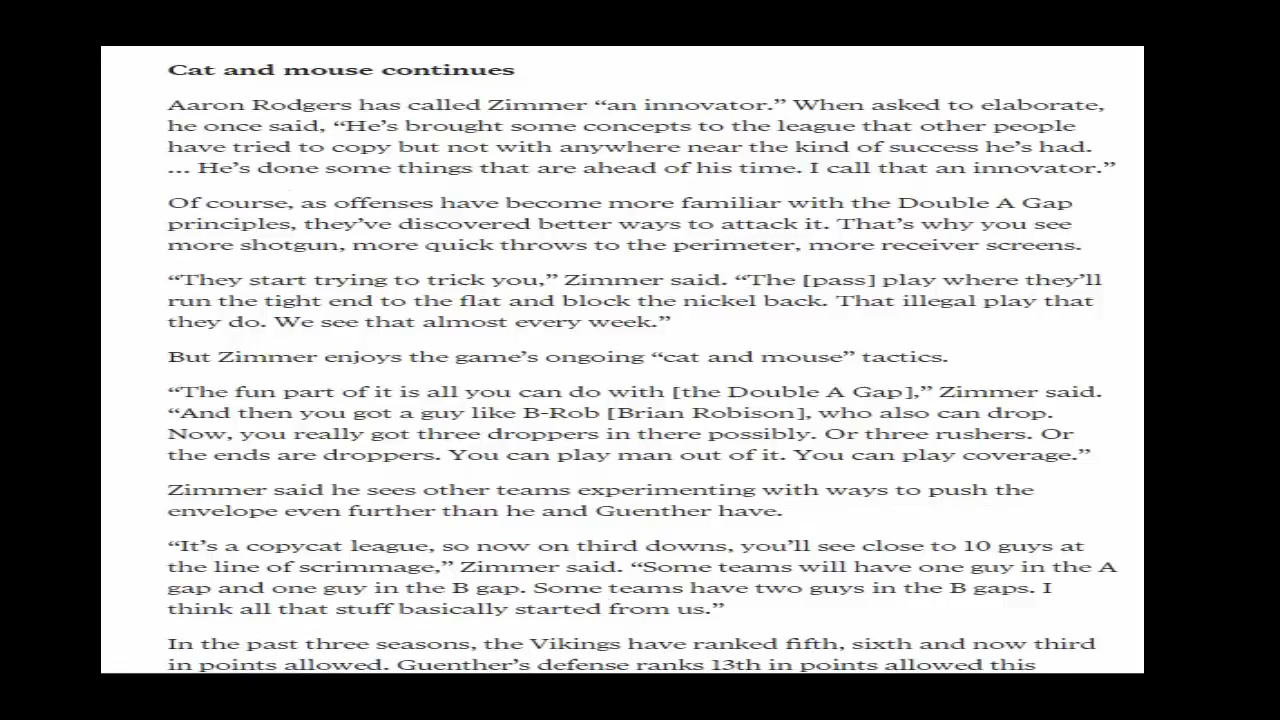 Cat and mouse continues
Aaron Rodgers has called Zimmer “an innovator.” When asked to elaborate,
he once said, “He’s brought some concepts to the league that other people
have tried to copy but not with anywhere near the kind of success he’s had.
... He’s done some things that are ahead of his time. I call that an innovator.”
Of course, as offenses have become more familiar with the Double A Gap
principles, they’ve discovered better ways to attack it. That’s why you see
more shotgun, more quick throws to the perimeter, more receiver screens.
“They start trying to trick you,” Zimmer said. “The [pass] play where they’ll
run the tight end to the flat and block the nickel back. That illegal play that
they do. We see that almost every week.”
But Zimmer enjoys the game’s ongoing “cat and mouse” tactics.
“The fun part of it is all you can do with [the Double A Gap],” Zimmer said.
“And then you got a guy like B-Rob [Brian Robison], who also can drop.
Now, you really got three droppers in there possibly. Or three rushers. Or
the ends are droppers. You can play man out of it. You can play coverage.”
Zimmer said he sees other teams experimenting with ways to push the
envelope even further than he and Guenther have.
“It’s a copycat league, so now on third downs, you’ll see close to 10 guys at
the line of scrimmage,” Zimmer said. “Some teams will have one guy in the A
gap and one guy in the B gap. Some teams have two guys in the B gaps. I
think all that stuff basically started from us.”
In the past three seasons, the Vikings have ranked fifth, sixth and now third
in points allowed. Guenther’s defense ranks 13th in points allowed this